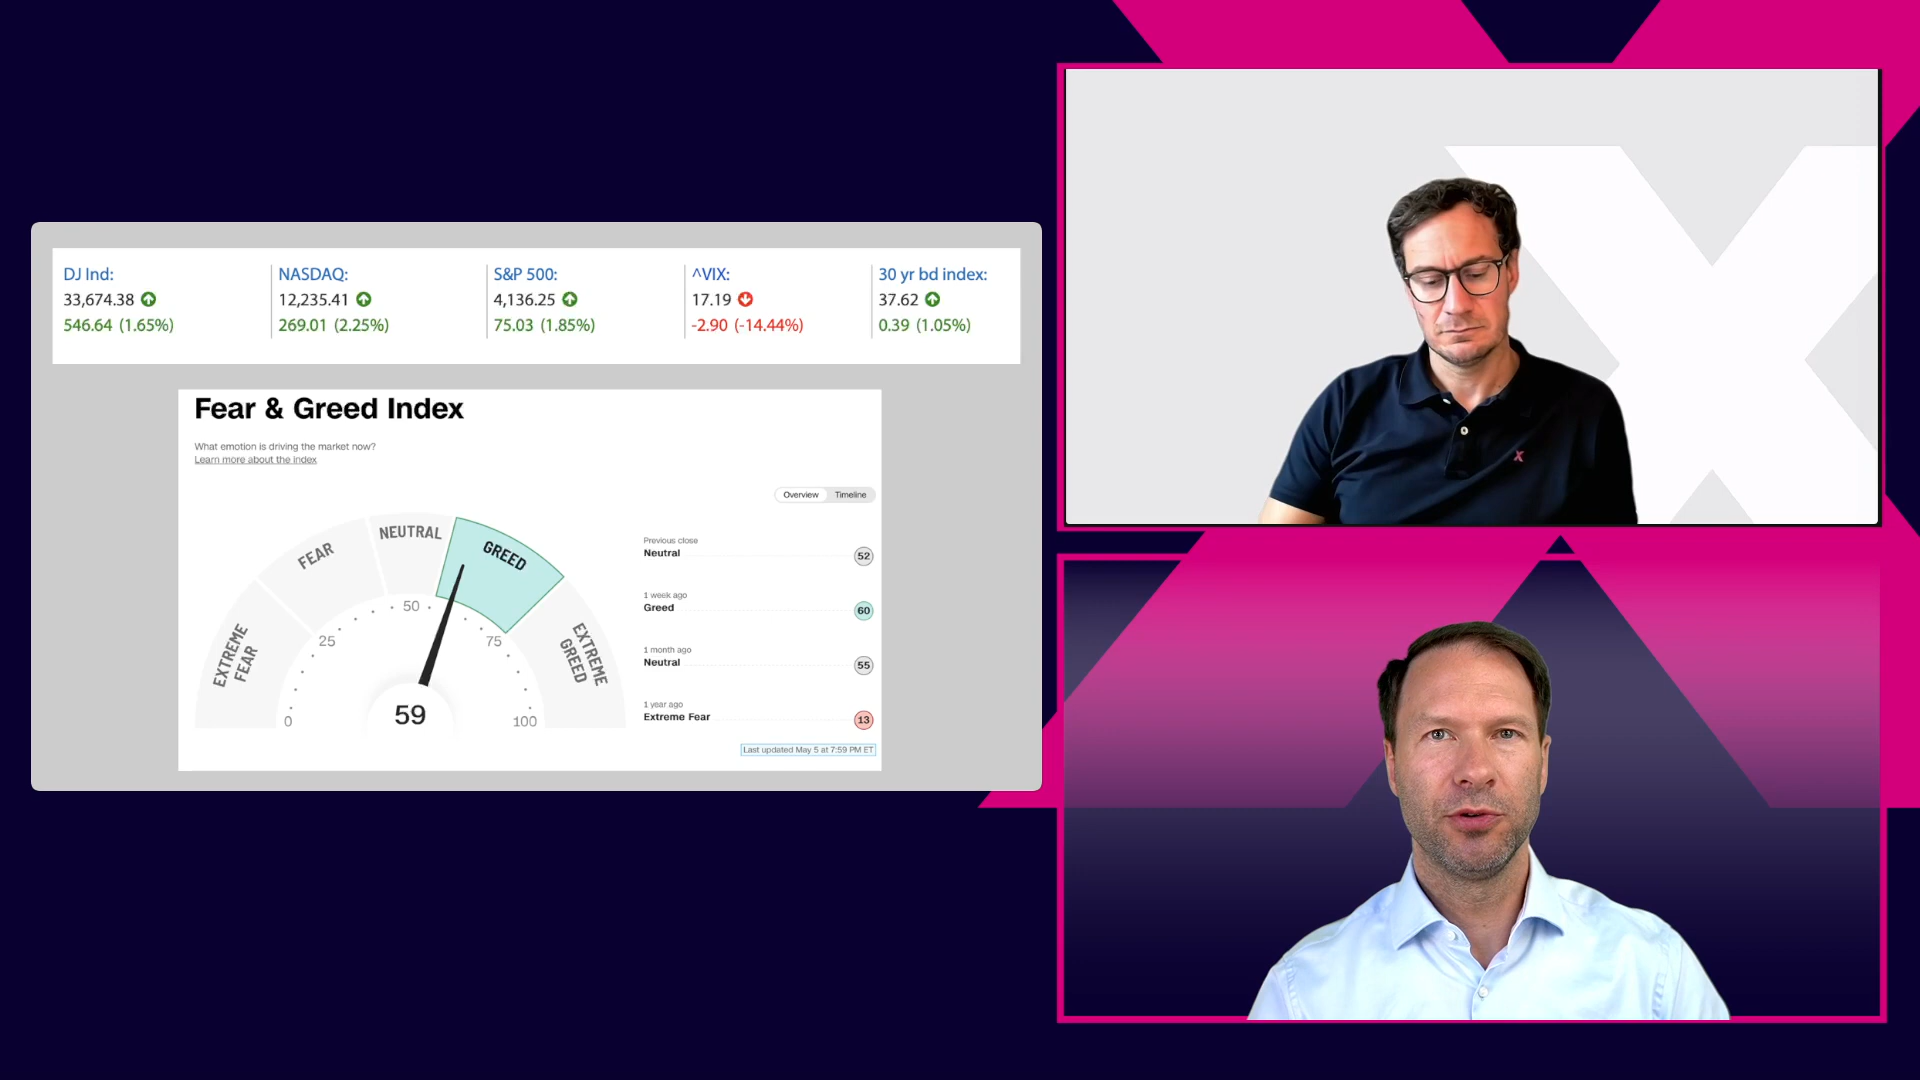 DJ Ind:
33,674.38
546.64 (1.65%)
NASDAQ:
12,235.41
269.01 (2.25%)
S&P 500:
4,136.25
75.03 (1.85%)
^VIX:
17.19
-2.90 (-14.44%)
30 yr bd index:
37.62
0.39 (1.05%)
Fear & Greed Index
What emotion is driving the market now?
Learn more about the index
Overview Timeline
EXTREME
FEAR
FEAR
NEUTRAL
GREED
EXTREME
GREED
0
25
50
75
100
59
Previous close
Neutral 52
1 week ago
Greed 60
1 month ago
Neutral 55
1 year ago
Extreme Fear 13
Last updated May 5 at 7:59 PM ET
X